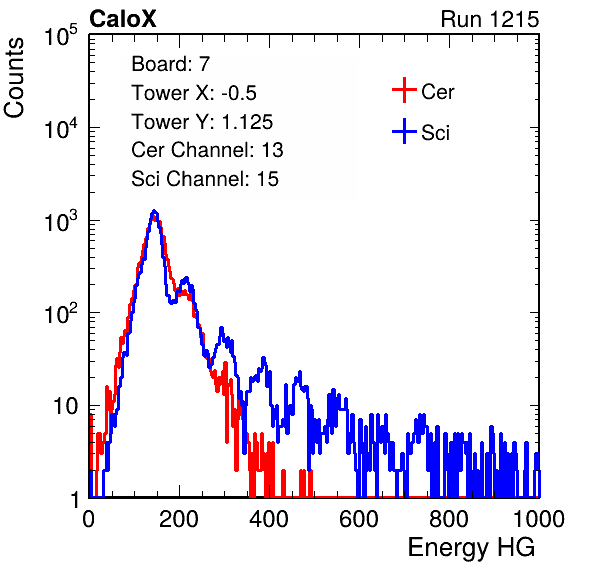 CaloX Run 1215
Counts
10^5
10^4
10^3
10^2
10
1
Board: 7
Tower X: -0.5
Tower Y: 1.125
Cer Channel: 13
Sci Channel: 15
Cer
Sci
0 200 400 600 800 1000
Energy HG